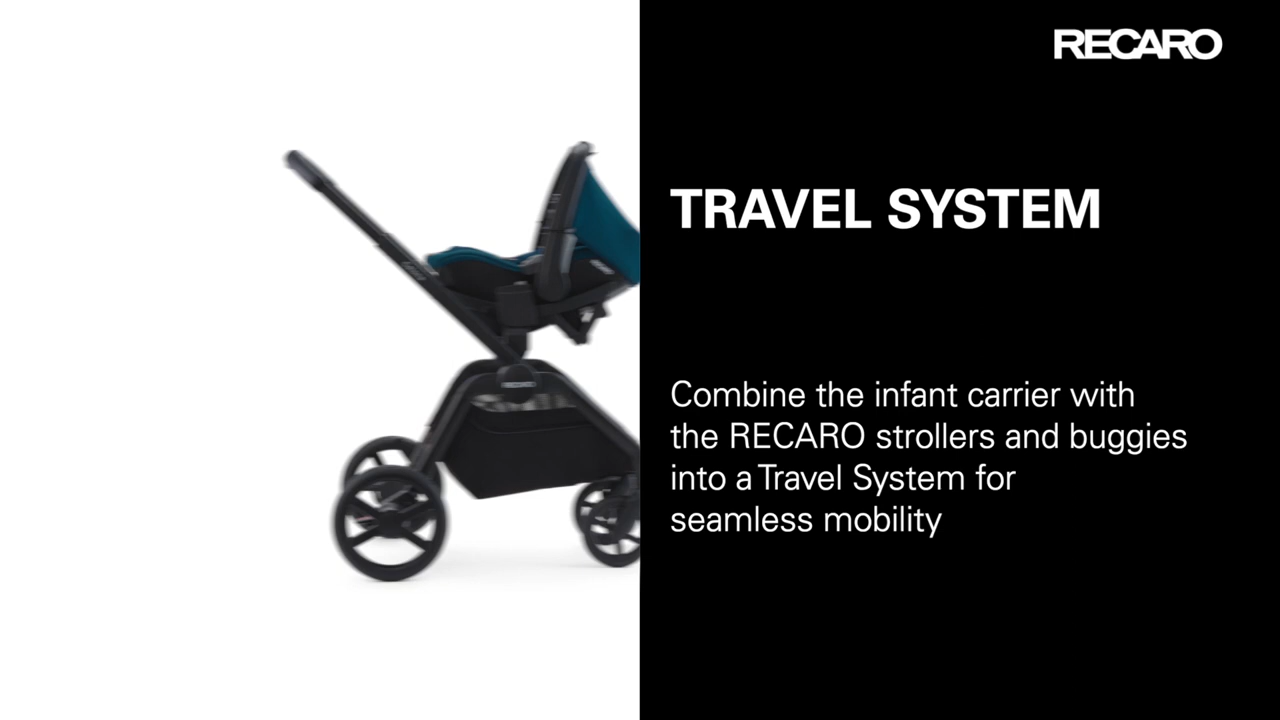 RECARO
TRAVEL SYSTEM
Combine the infant carrier with
the RECARO strollers and buggies
into a Travel System for
seamless mobility
RECARO